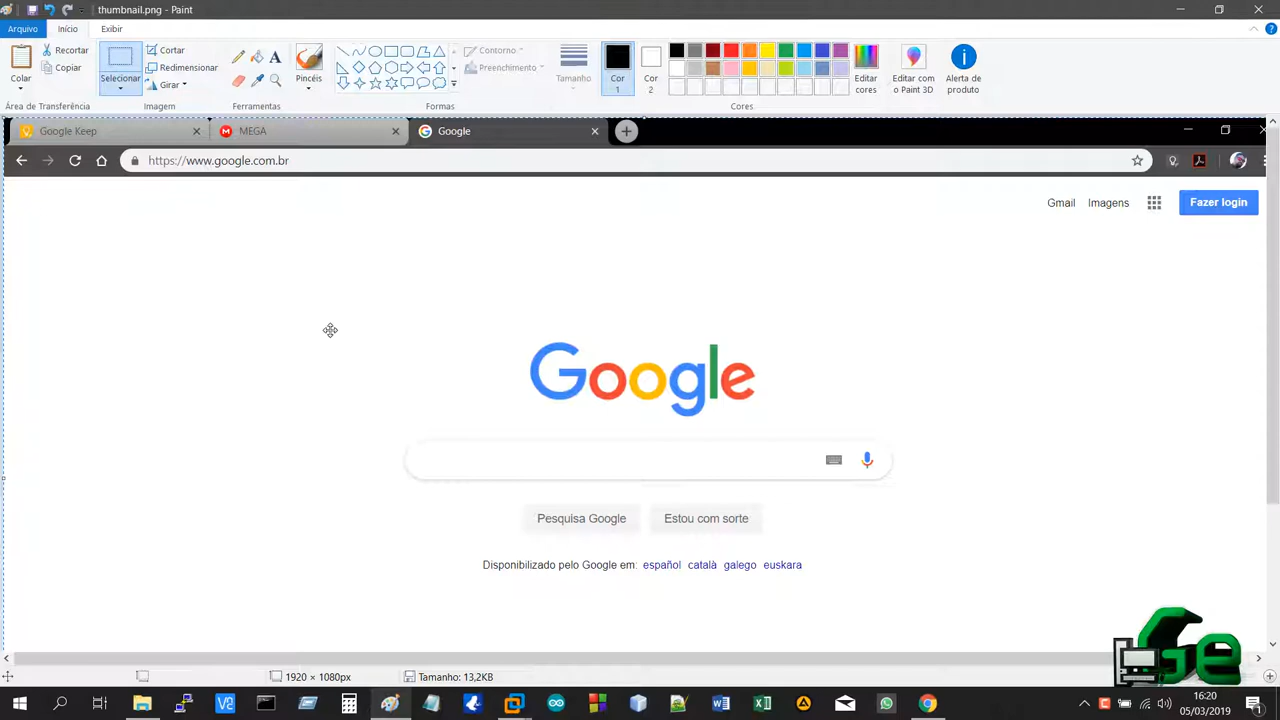 thumbnail.png - Paint
Arquivo Início Exibir
Colar
Recortar
Copiar
Área de Transferência
Selecionar
Cortar
Redimensionar
Girar
Imagem
Ferramentas
Pincéis
Formas
Contorno
Preenchimento
Tamanho
Cor
1
Cor
2
Editar
cores
Cores
Editar com
o Paint 3D
Alerta de
produto
Google Keep MEGA Google
https://www.google.com.br
Gmail Imagens Fazer login
Google
Pesquisa Google Estou com sorte
Disponibilizado pelo Google em: español català galego euskara
Ge
1920 × 1080px Tamanho: 13,2KB
16:20
05/03/2019